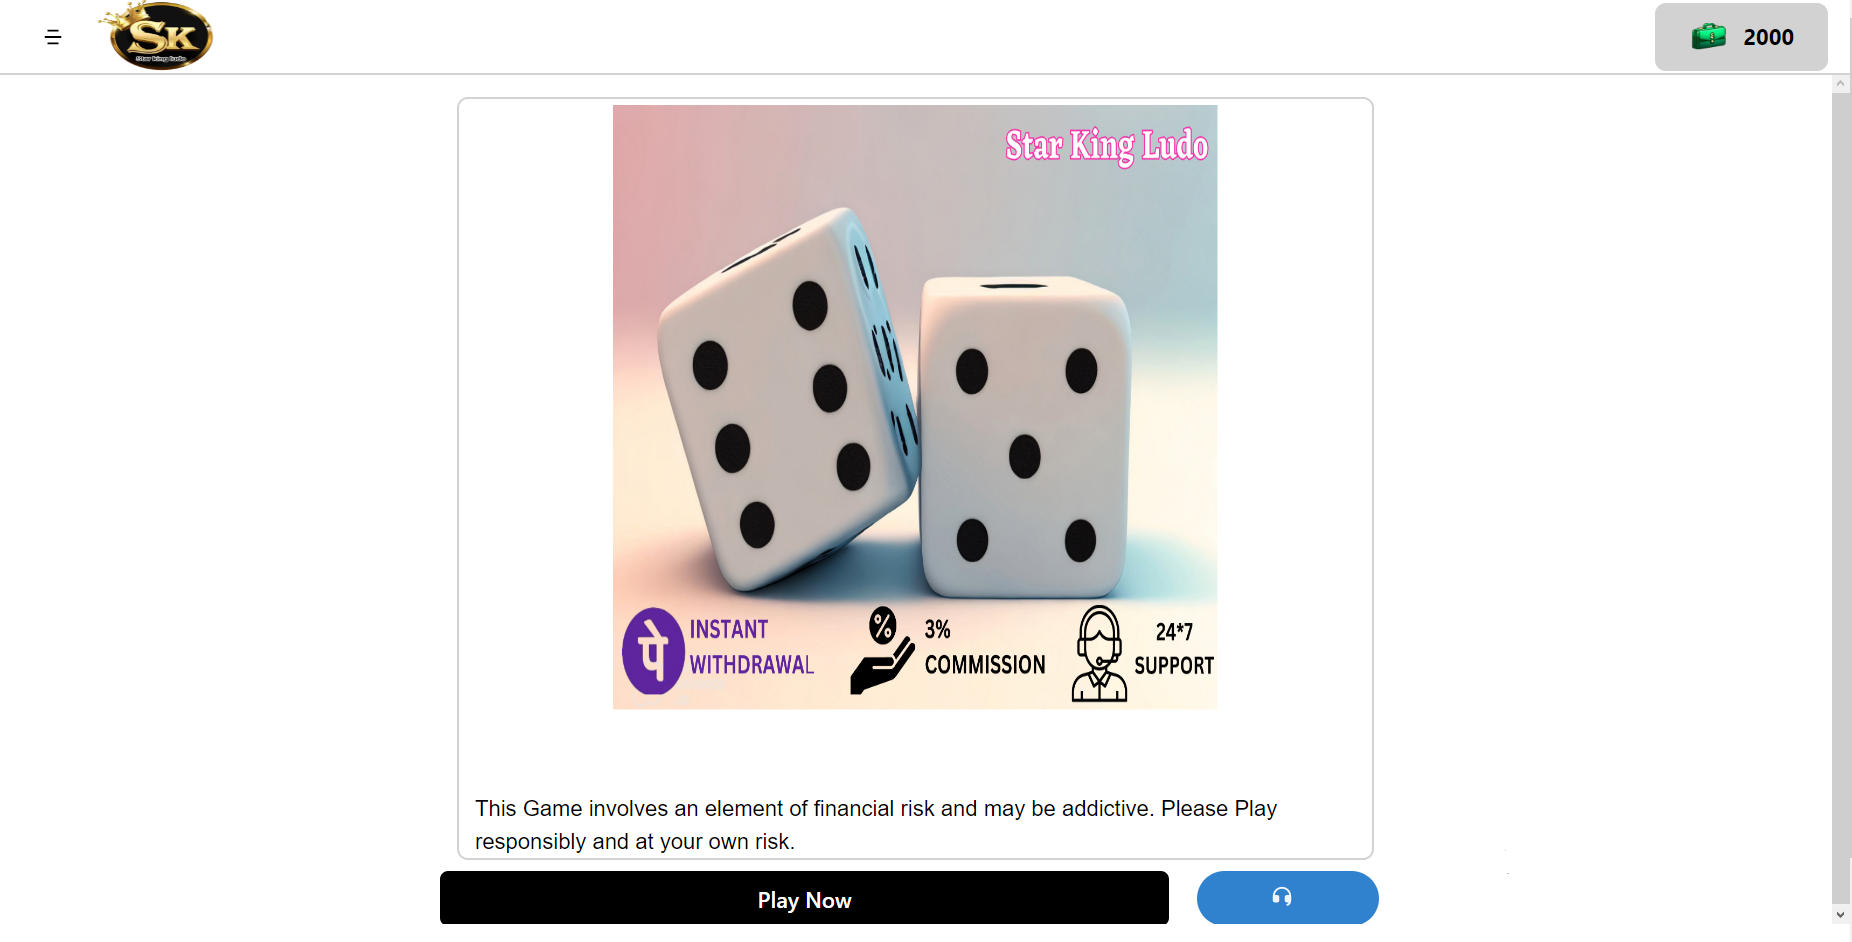 SK
Star king Ludo
2000
Star King Ludo
पे
INSTANT
WITHDRAWAL
%
3%
COMMISSION
24*7
SUPPORT
This Game involves an element of financial risk and may be addictive. Please Play
responsibly and at your own risk.
Play Now